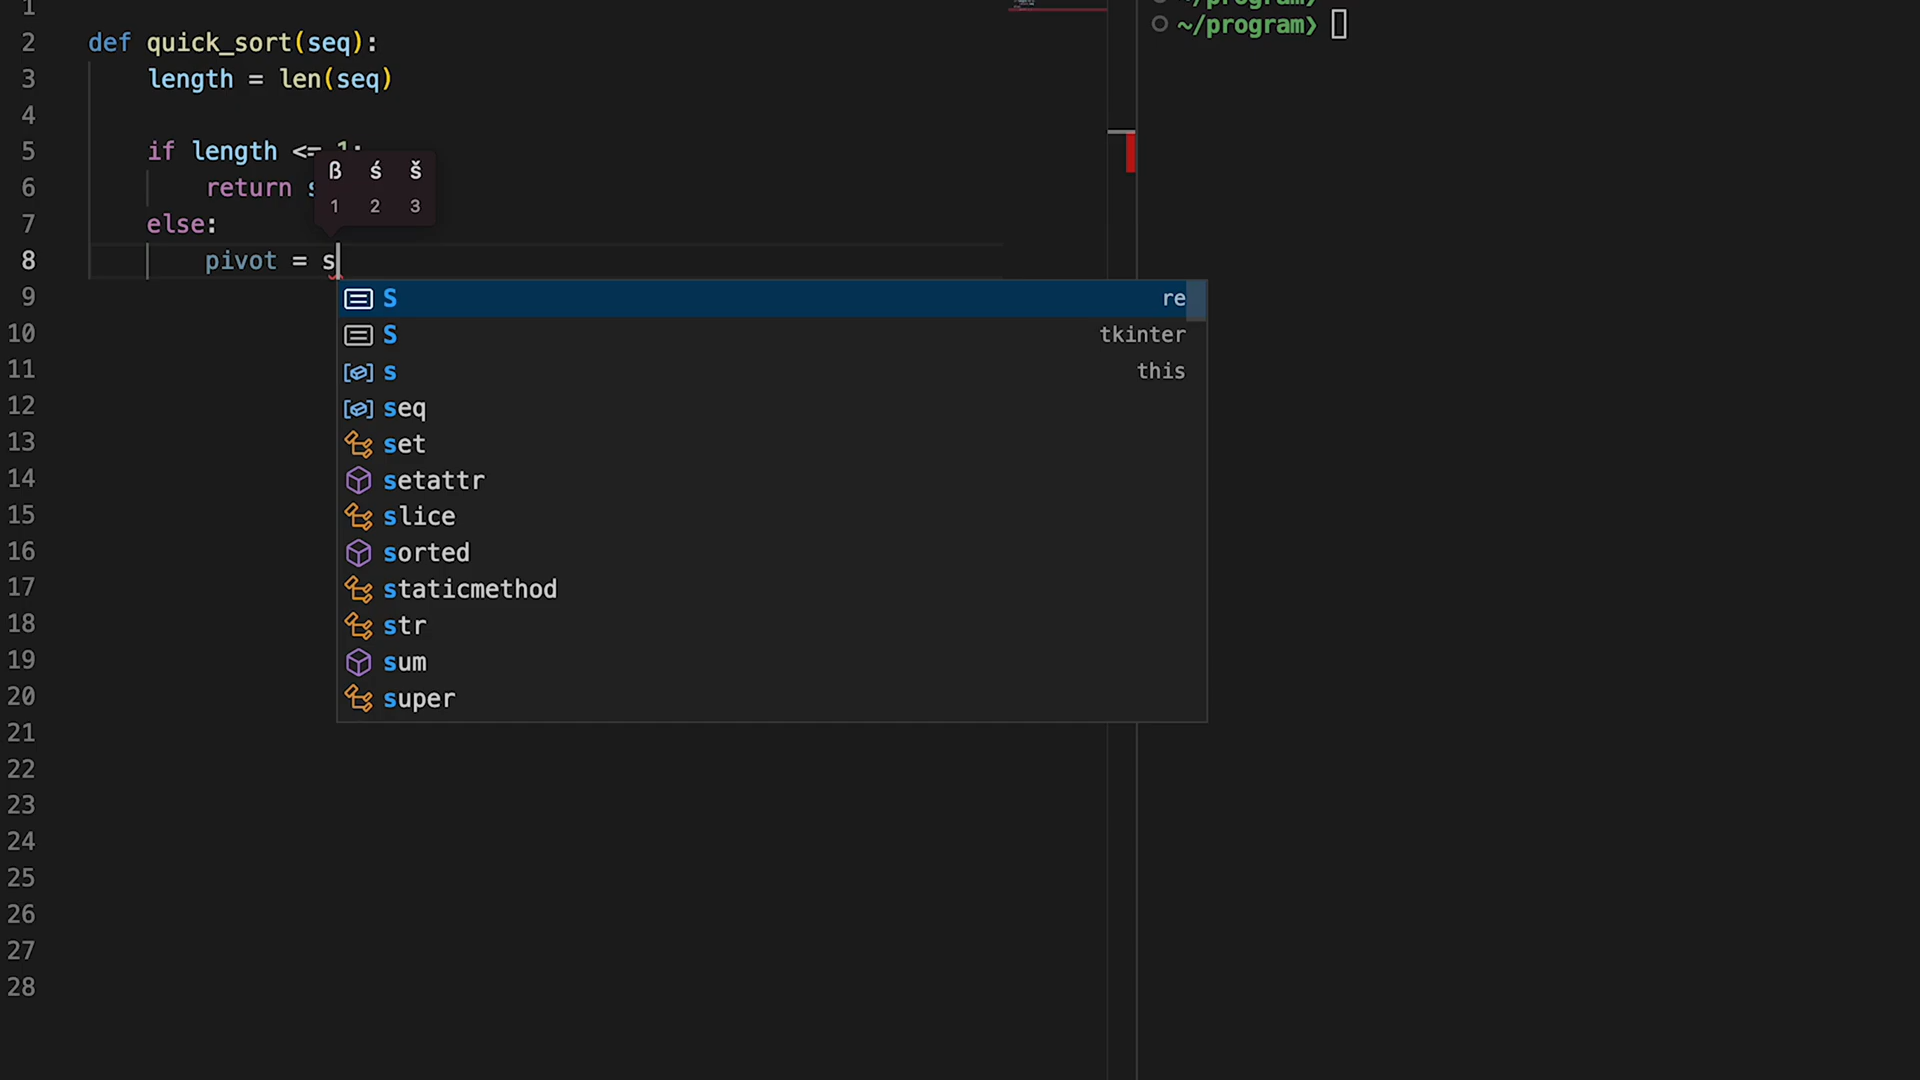 1
~/program⟩
2 def quick_sort(seq):
~/program⟩
3 length = len(seq)
4
5 if length <= 1:
ß ś š
6 return s
1 2 3
7 else:
8 pivot = s
9
S re
10
S tkinter
11
s this
12
seq
13
set
14
setattr
15
slice
16
sorted
17
staticmethod
18
str
19
sum
20
super
21
22
23
24
25
26
27
28